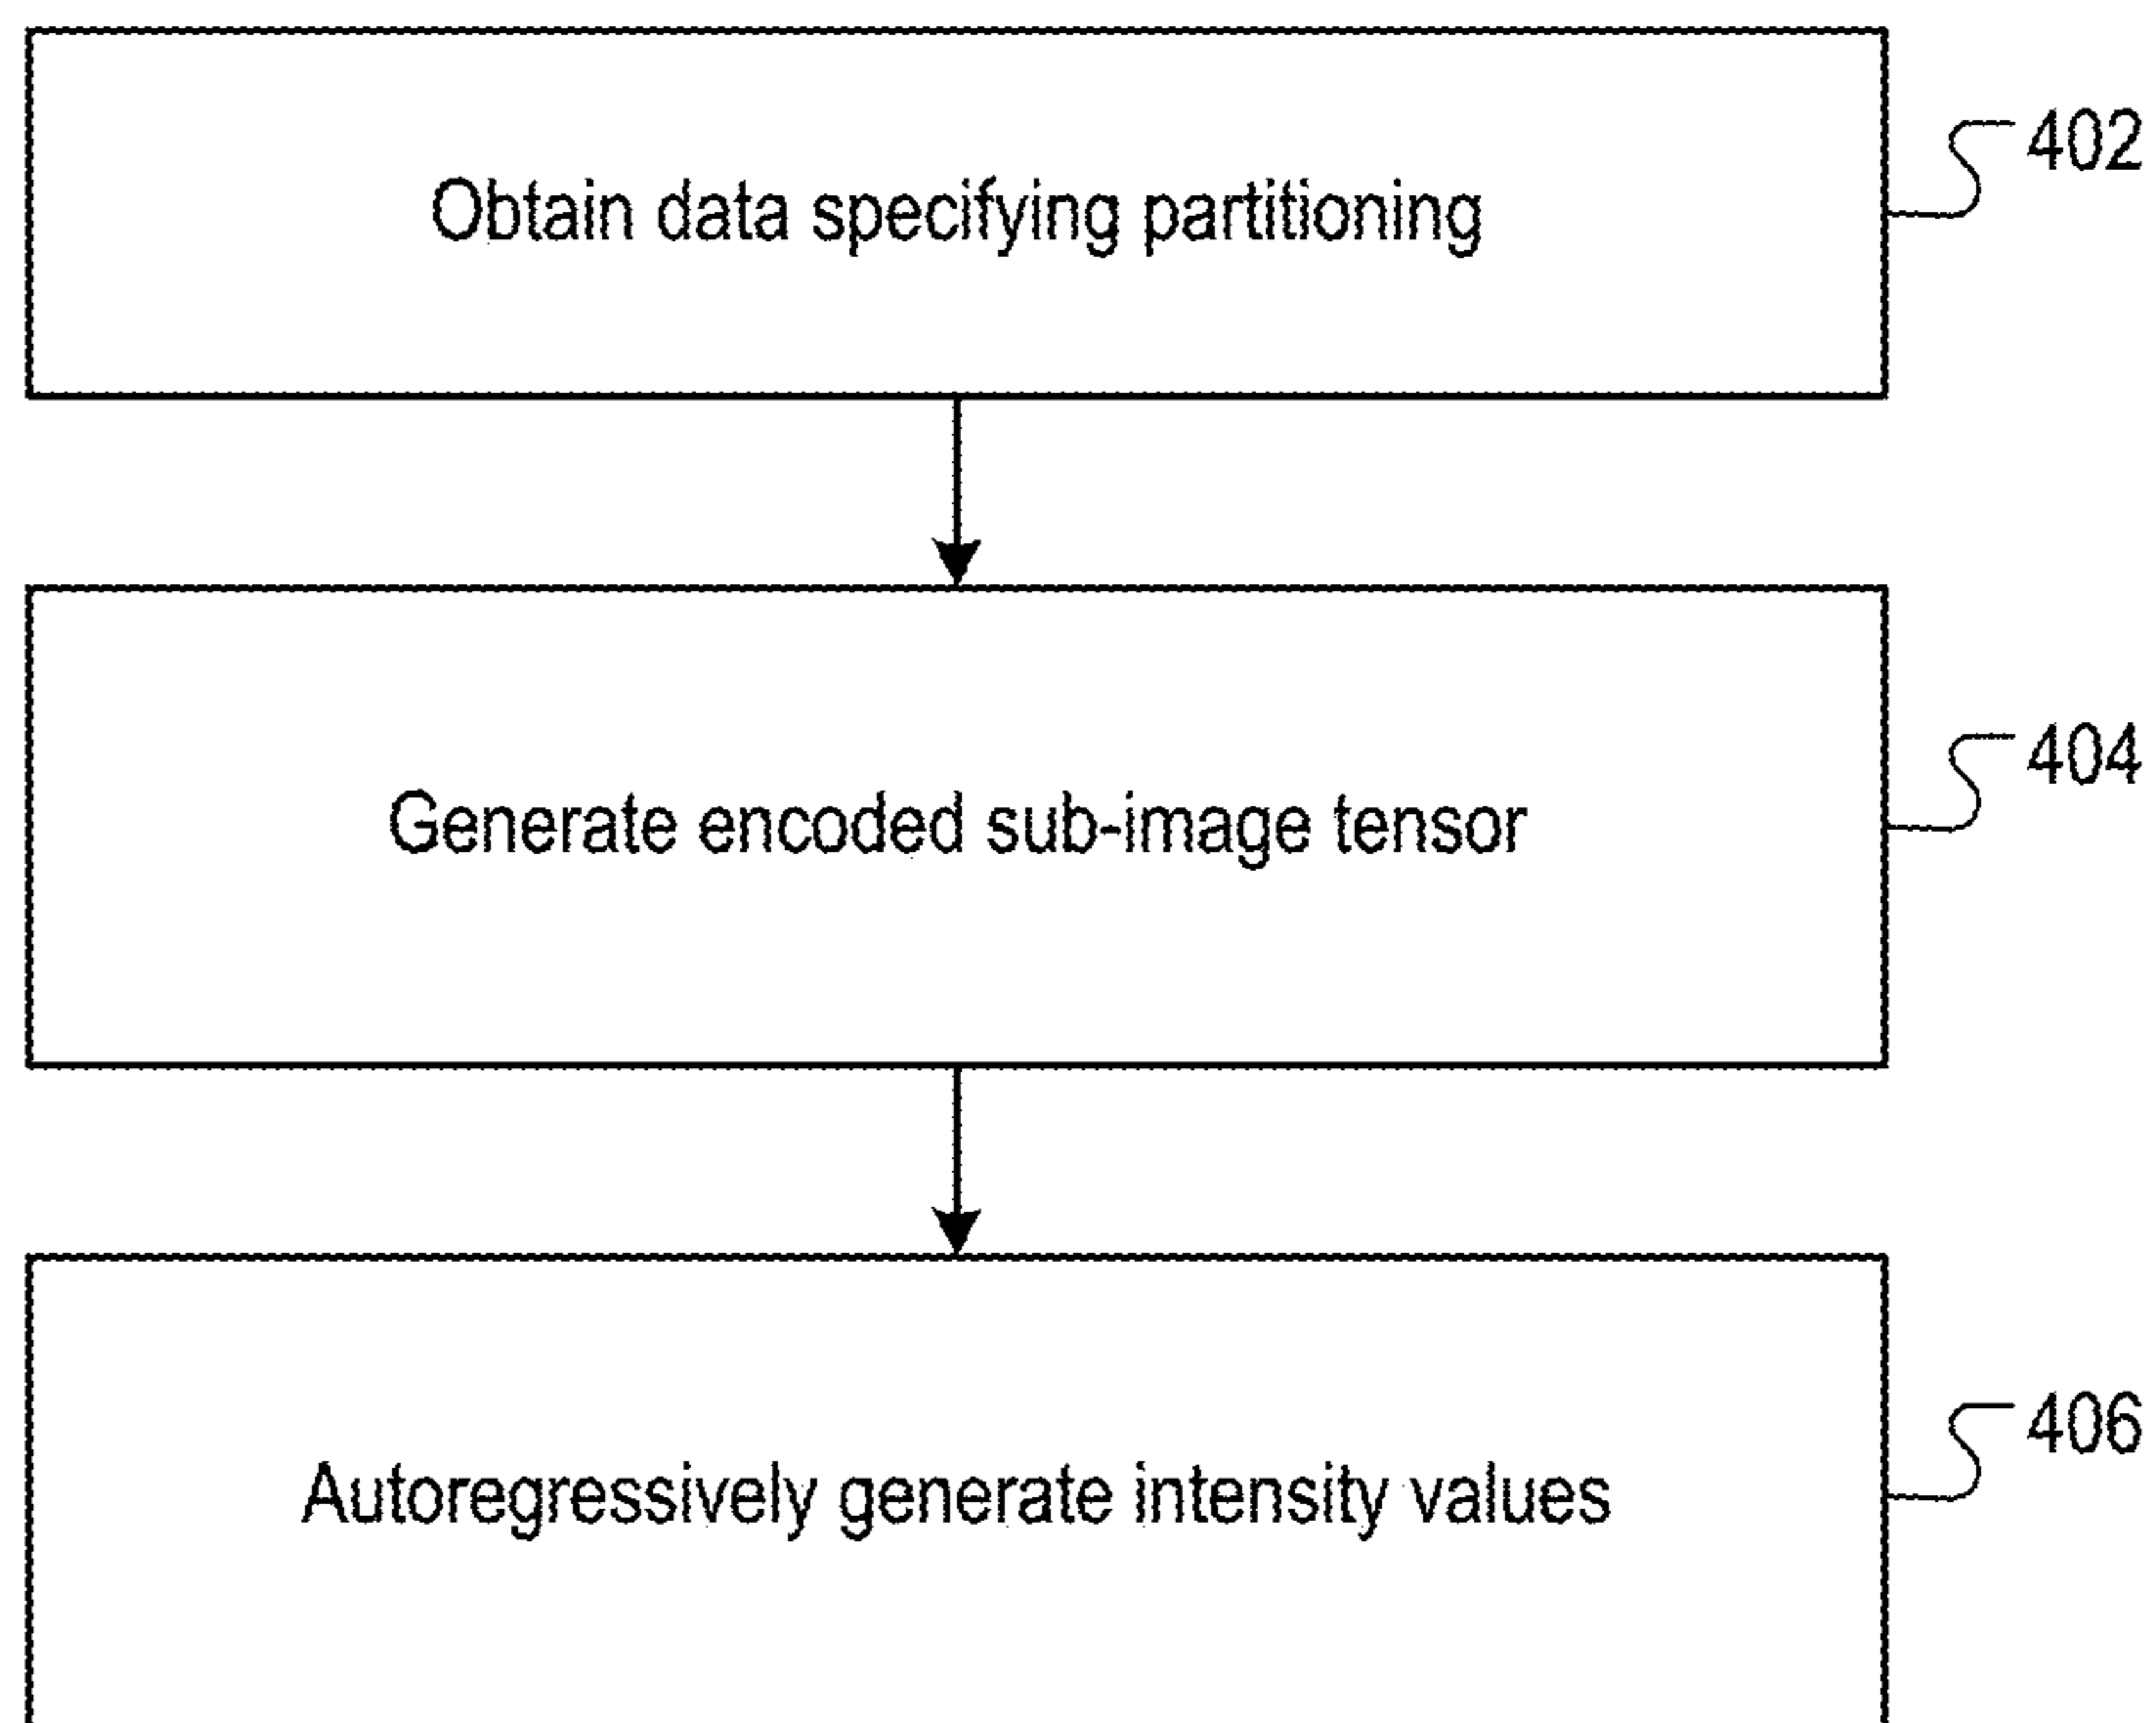 402
Obtain data specifying partitioning
404
Generate encoded sub-image tensor
406
Autoregressively generate intensity values